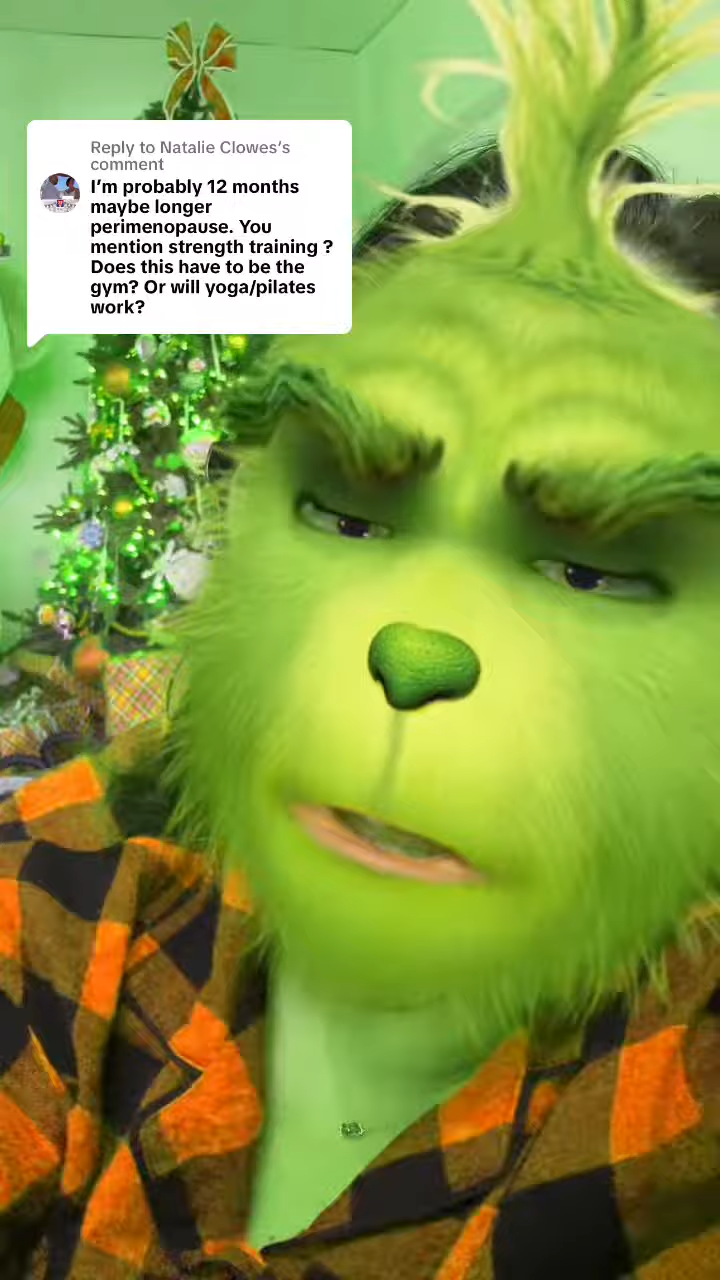 Reply to Natalie Clowes's
comment
I'm probably 12 months
maybe longer
perimenopause. You
mention strength training ?
Does this have to be the
gym? Or will yoga/pilates
work?